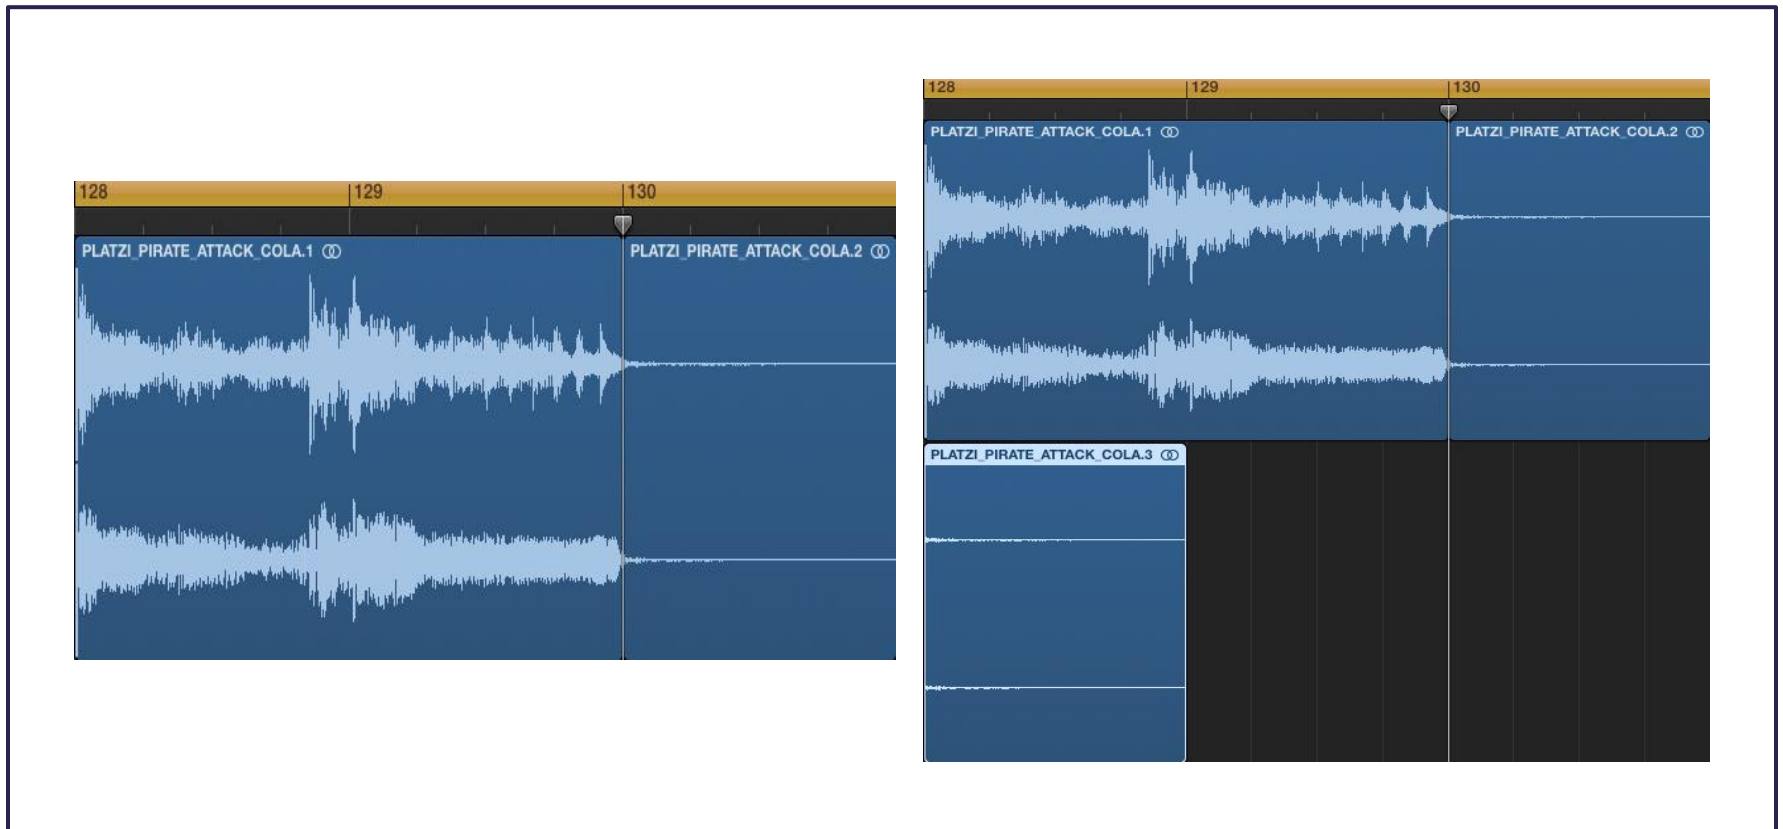 128 129 130
PLATZI_PIRATE_ATTACK_COLA.1 PLATZI_PIRATE_ATTACK_COLA.2
128 129 130
PLATZI_PIRATE_ATTACK_COLA.1 PLATZI_PIRATE_ATTACK_COLA.2
PLATZI_PIRATE_ATTACK_COLA.3